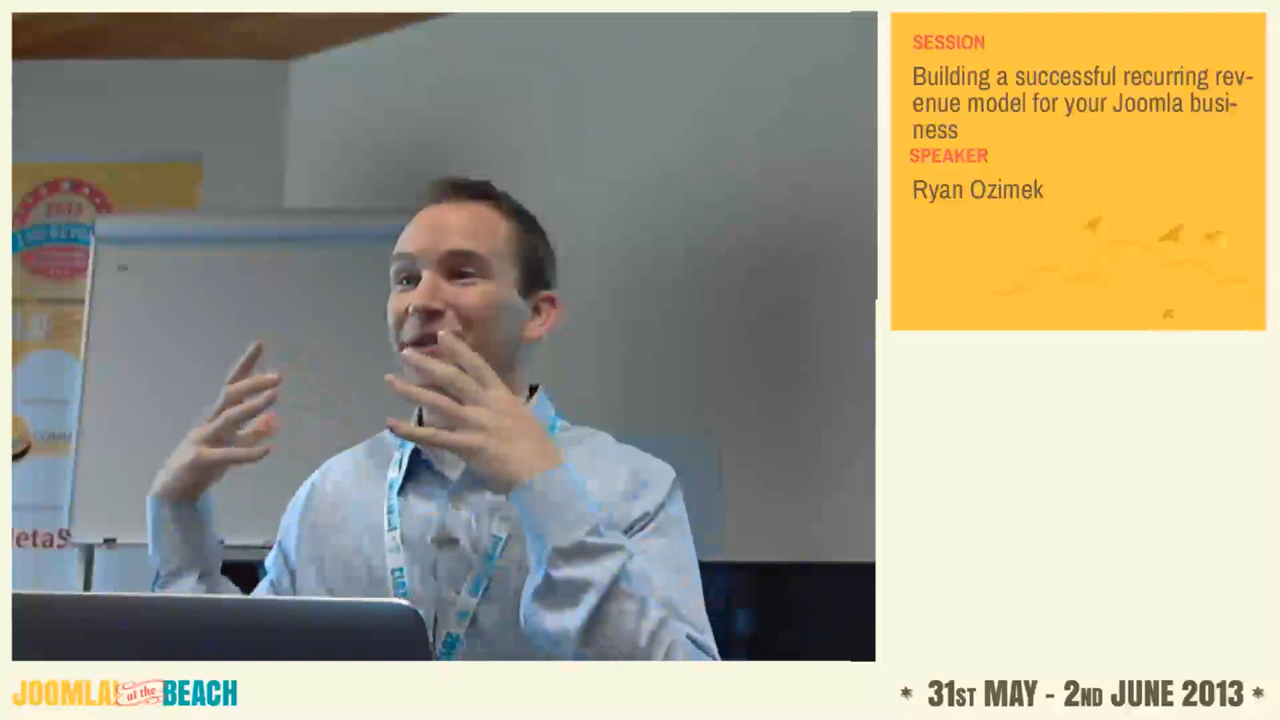 SESSION
Building a successful recurring rev-
enue model for your Joomla busi-
ness
SPEAKER
Ryan Ozimek
2013
JOOMLA! at the BEACH
* 31ST MAY - 2ND JUNE 2013 *